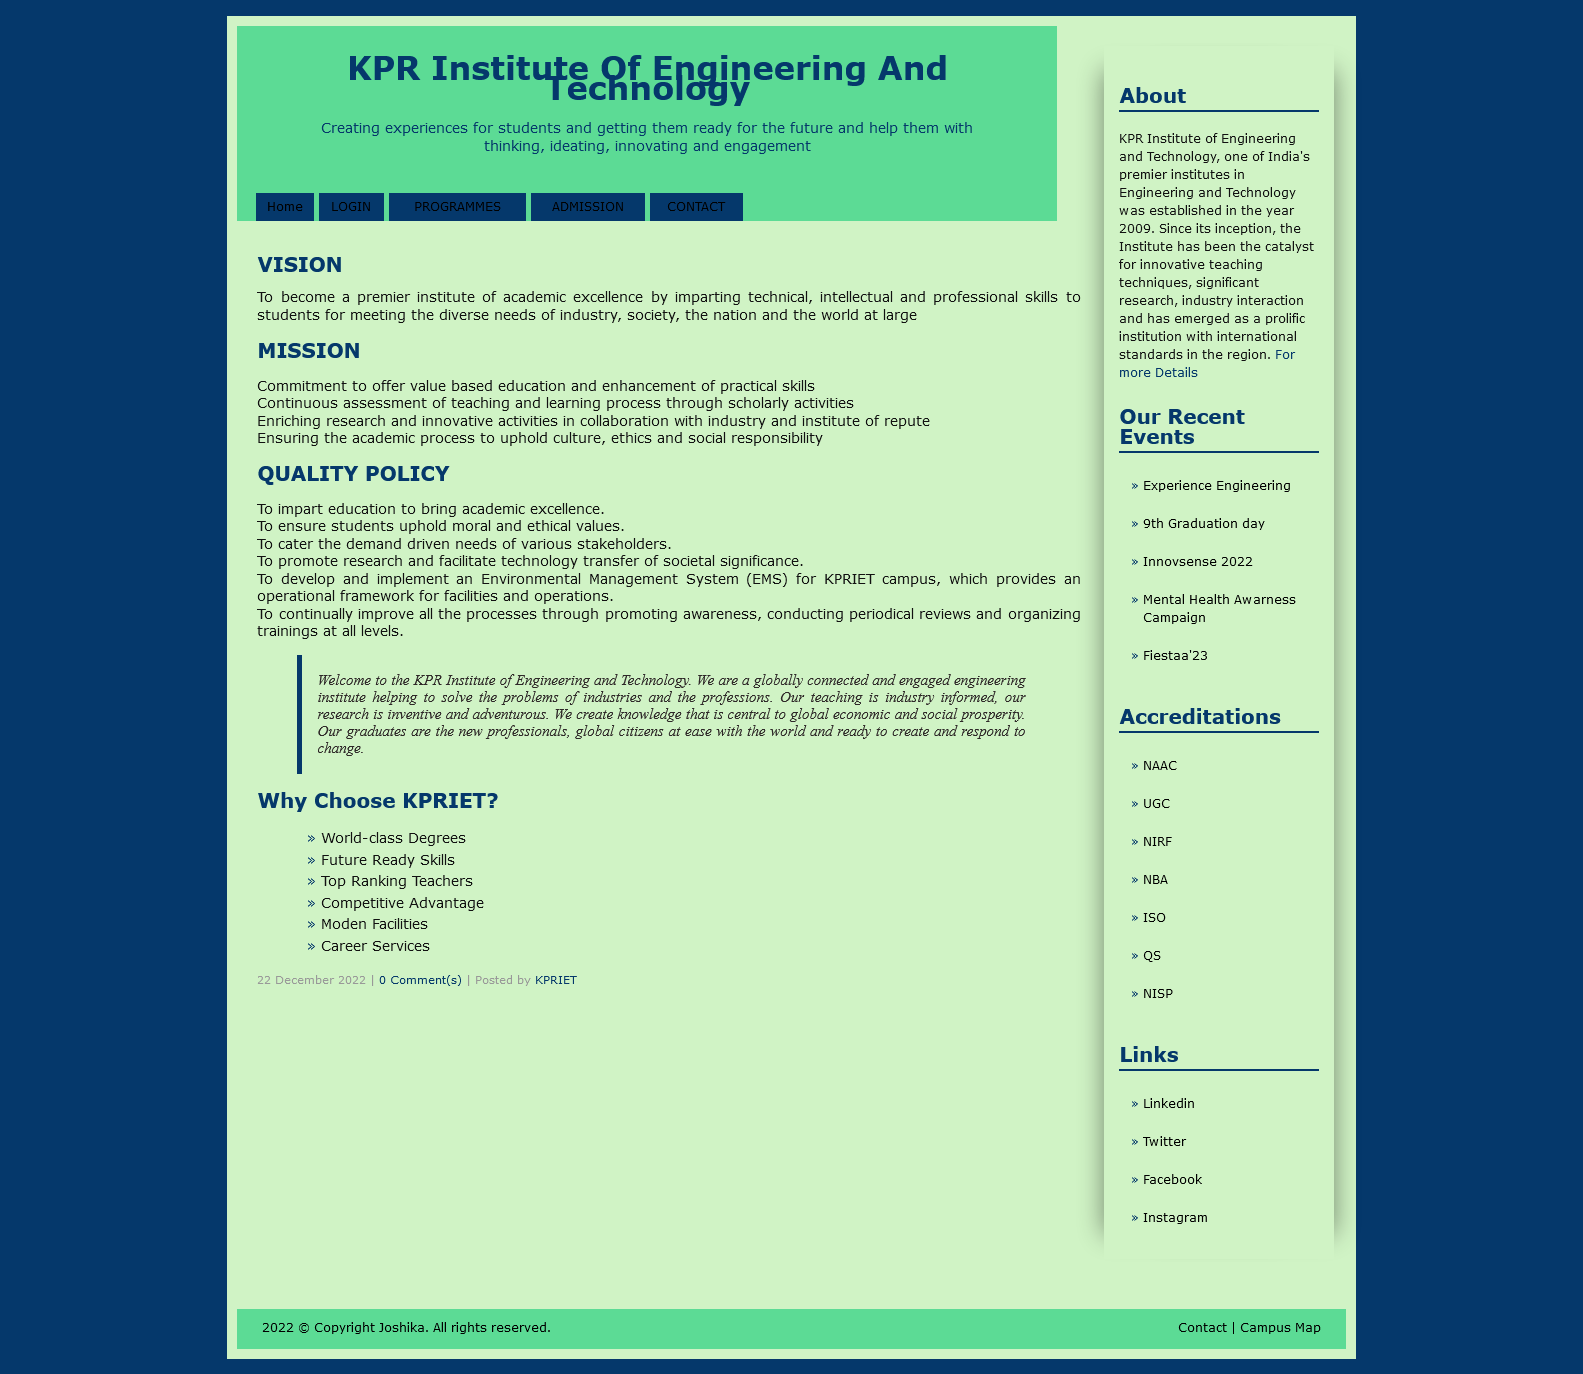 KPR Institute Of Engineering And
Technology
Creating experiences for students and getting them ready for the future and help them with
thinking, ideating, innovating and engagement
Home LOGIN PROGRAMMES ADMISSION CONTACT
VISION
To become a premier institute of academic excellence by imparting technical, intellectual and professional skills to
students for meeting the diverse needs of industry, society, the nation and the world at large
MISSION
Commitment to offer value based education and enhancement of practical skills
Continuous assessment of teaching and learning process through scholarly activities
Enriching research and innovative activities in collaboration with industry and institute of repute
Ensuring the academic process to uphold culture, ethics and social responsibility
QUALITY POLICY
To impart education to bring academic excellence.
To ensure students uphold moral and ethical values.
To cater the demand driven needs of various stakeholders.
To promote research and facilitate technology transfer of societal significance.
To develop and implement an Environmental Management System (EMS) for KPRIET campus, which provides an
operational framework for facilities and operations.
To continually improve all the processes through promoting awareness, conducting periodical reviews and organizing
trainings at all levels.
Welcome to the KPR Institute of Engineering and Technology. We are a globally connected and engaged engineering
institute helping to solve the problems of industries and the professions. Our teaching is industry informed, our
research is inventive and adventurous. We create knowledge that is central to global economic and social prosperity.
Our graduates are the new professionals, global citizens at ease with the world and ready to create and respond to
change.
Why Choose KPRIET?
» World-class Degrees
» Future Ready Skills
» Top Ranking Teachers
» Competitive Advantage
» Moden Facilities
» Career Services
22 December 2022 | 0 Comment(s) | Posted by KPRIET
About
KPR Institute of Engineering
and Technology, one of India's
premier institutes in
Engineering and Technology
was established in the year
2009. Since its inception, the
Institute has been the catalyst
for innovative teaching
techniques, significant
research, industry interaction
and has emerged as a prolific
institution with international
standards in the region. For
more Details
Our Recent
Events
» Experience Engineering
» 9th Graduation day
» Innovsense 2022
» Mental Health Awarness
Campaign
» Fiestaa'23
Accreditations
» NAAC
» UGC
» NIRF
» NBA
» ISO
» QS
» NISP
Links
» Linkedin
» Twitter
» Facebook
» Instagram
2022 © Copyright Joshika. All rights reserved.
Contact | Campus Map